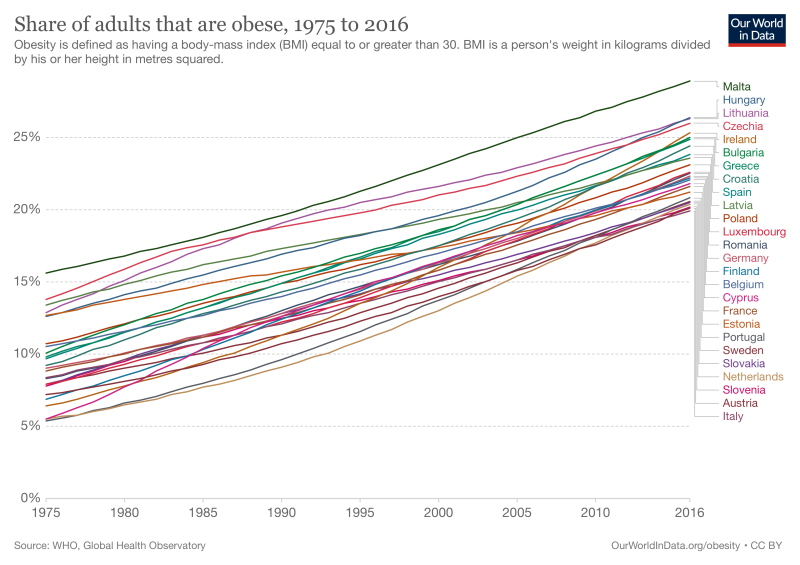 Share of adults that are obese, 1975 to 2016
Our World
in Data
Obesity is defined as having a body-mass index (BMI) equal to or greater than 30. BMI is a person's weight in kilograms divided
by his or her height in metres squared.
Malta
Hungary
Lithuania
Czechia
Ireland
Bulgaria
Greece
Croatia
Spain
Latvia
Poland
Luxembourg
Romania
Germany
Finland
Belgium
Cyprus
France
Estonia
Portugal
Sweden
Slovakia
Netherlands
Slovenia
Austria
Italy
25%
20%
15%
10%
5%
0%
1975 1980 1985 1990 1995 2000 2005 2010 2016
Source: WHO, Global Health Observatory
OurWorldInData.org/obesity • CC BY